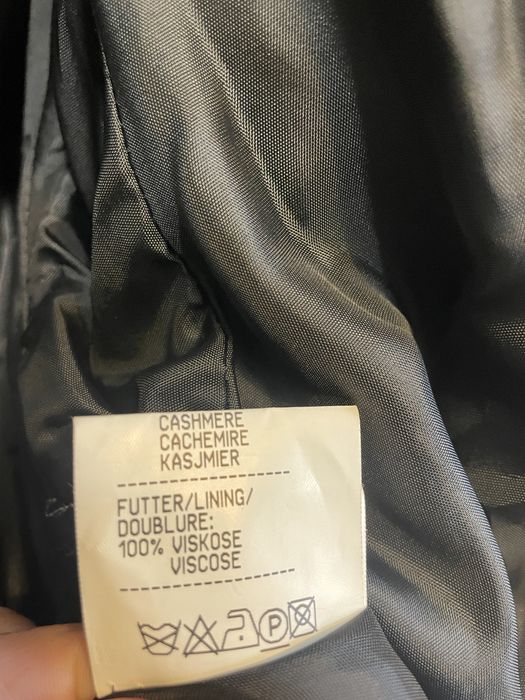 CASHMERE
CACHEMIRE
KASJMIER
FUTTER/LINING/
DOUBLURE:
100% VISKOSE
VISCOSE
P